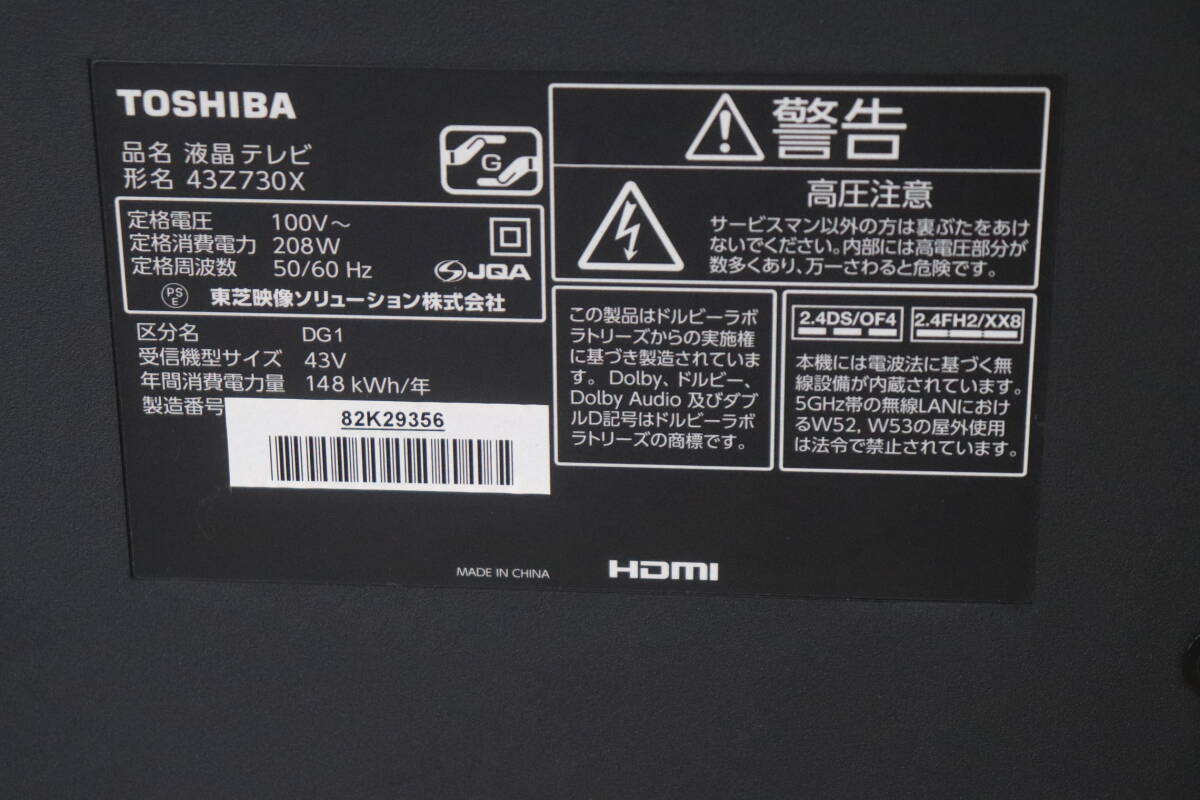 TOSHIBA
品名 液晶テレビ
形名 43Z730X
G
定格電圧 100V～
定格消費電力 208W
定格周波数 50/60 Hz
JQA
PS
E
東芝映像ソリューション株式会社
区分名 DG1
受信機型サイズ 43V
年間消費電力量 148 kWh/年
製造番号
82K29356
警告
高圧注意
サービスマン以外の方は裏ぶたをあけ
ないでください。内部には高電圧部分が
数多くあり、万一さわると危険です。
この製品はドルビーラボ
ラトリーズからの実施権
に基づき製造されていま
す。Dolby、ドルビー、
Dolby Audio 及びダブ
ルD記号はドルビーラボ
ラトリーズの商標です。
2.4DS/OF4
2.4FH2/XX8
本機には電波法に基づく無
線設備が内蔵されています。
5GHz帯の無線LANにおけ
るW52, W53の屋外使用
は法令で禁止されています。
MADE IN CHINA
HDMI